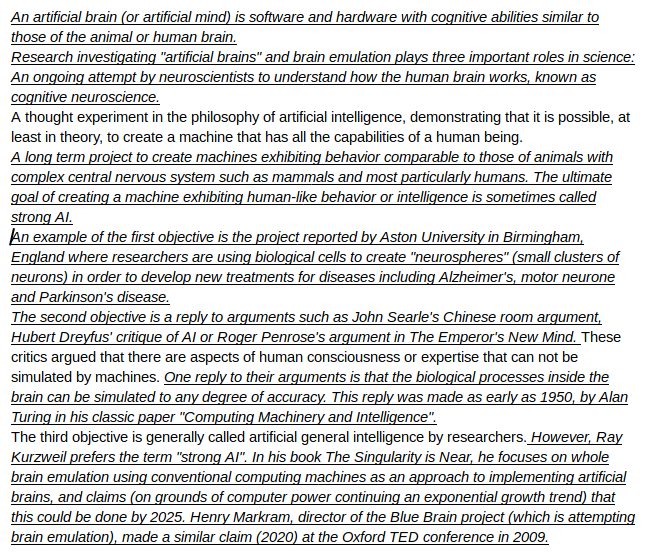 An artificial brain (or artificial mind) is software and hardware with cognitive abilities similar to
those of the animal or human brain.
Research investigating "artificial brains" and brain emulation plays three important roles in science:
An ongoing attempt by neuroscientists to understand how the human brain works, known as
cognitive neuroscience.
A thought experiment in the philosophy of artificial intelligence, demonstrating that it is possible, at
least in theory, to create a machine that has all the capabilities of a human being.
A long term project to create machines exhibiting behavior comparable to those of animals with
complex central nervous system such as mammals and most particularly humans. The ultimate
goal of creating a machine exhibiting human-like behavior or intelligence is sometimes called
strong AI.
An example of the first objective is the project reported by Aston University in Birmingham,
England where researchers are using biological cells to create "neurospheres" (small clusters of
neurons) in order to develop new treatments for diseases including Alzheimer's, motor neurone
and Parkinson's disease.
The second objective is a reply to arguments such as John Searle's Chinese room argument,
Hubert Dreyfus' critique of AI or Roger Penrose's argument in The Emperor's New Mind. These
critics argued that there are aspects of human consciousness or expertise that can not be
simulated by machines. One reply to their arguments is that the biological processes inside the
brain can be simulated to any degree of accuracy. This reply was made as early as 1950, by Alan
Turing in his classic paper "Computing Machinery and Intelligence".
The third objective is generally called artificial general intelligence by researchers. However, Ray
Kurzweil prefers the term "strong AI". In his book The Singularity is Near, he focuses on whole
brain emulation using conventional computing machines as an approach to implementing artificial
brains, and claims (on grounds of computer power continuing an exponential growth trend) that
this could be done by 2025. Henry Markram, director of the Blue Brain project (which is attempting
brain emulation), made a similar claim (2020) at the Oxford TED conference in 2009.